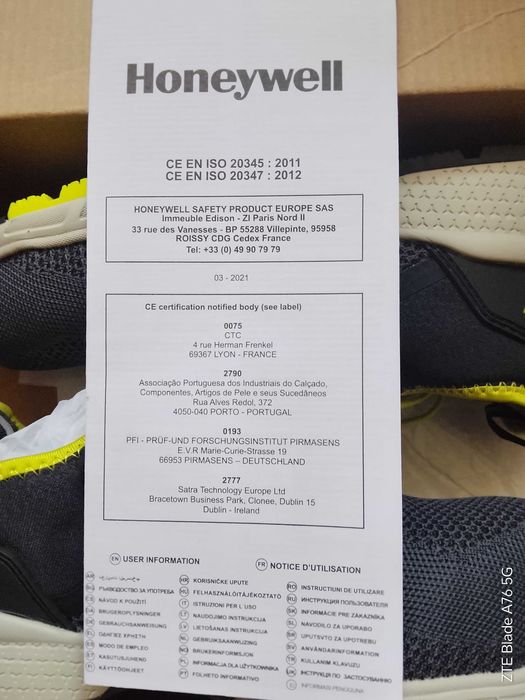 Honeywell
CE EN ISO 20345 : 2011
CE EN ISO 20347 : 2012
HONEYWELL SAFETY PRODUCT EUROPE SAS
Immeuble Edison - ZI Paris Nord II
33 rue des Vanesses - BP 55288 Villepinte, 95958
ROISSY CDG Cedex France
Tel: +33 (0) 49 90 79 79
03 - 2021
CE certification notified body (see label)
0075
CTC
4 rue Herman Frenkel
69367 LYON - FRANCE
2790
Associação Portuguesa dos Industriais do Calçado,
Componentes, Artigos de Pele e seus Sucedâneos
Rua Alves Redol, 372
4050-040 PORTO - PORTUGAL
0193
PFI - PRÜF-UND FORSCHUNGSINSTITUT PIRMASENS
E.V.R Marie-Curie-Strasse 19
66953 PIRMASENS – DEUTSCHLAND
2777
Satra Technology Europe Ltd
Bracetown Business Park, Clonee, Dublin 15
Dublin - Ireland
EN USER INFORMATION
FR NOTICE D'UTILISATION
AR
BG РЪКОВОДСТВО ЗА УПОТРЕБА
CS NÁVOD K POUŽITÍ
DA BRUGEROPLYSNINGER
DE GEBRAUCHSANWEISUNG
EL ΟΔΗΓΙΕΣ ΧΡΗΣΤΗ
ES MODO DE EMPLEO
ET KASUTUSJUHEND
FI KÄYTTÖOHJEET
HR KORISNIČKE UPUTE
HU FELHASZNÁLÓITÁJÉKOZTATÓ
IT ISTRUZIONI PER L' USO
LT NAUDOJIMO INSTRUKCIJA
LV LIETOŠANAS INSTRUKCIJA
NL GEBRUIKSAANWIJZING
NO BRUKERINFORMSJON
PL INFORMACJA DLA UŻYTKOWNIKA
PT FOLHETO INFORMATIVO
RO INSTRUCTIUNI DE UTILIZARE
RU ИНСТРУКЦИЯ ПОЛЬЗОВАТЕЛЯ
SK INFORMÁCIE PRE ZÁKAZNÍKA
SL NAVODILO ZA UPORABO
SR UPUTSVTO ZA UPOTREBU
SV ANVÄNDARINFORMATION
TR KULLANIM KLAVUZU
UK ІНСТРУКЦІЯ ПО ЗАСТОСУВАННЮ
INFORMASI PENGGUNA
ZTE Blade A76 5G